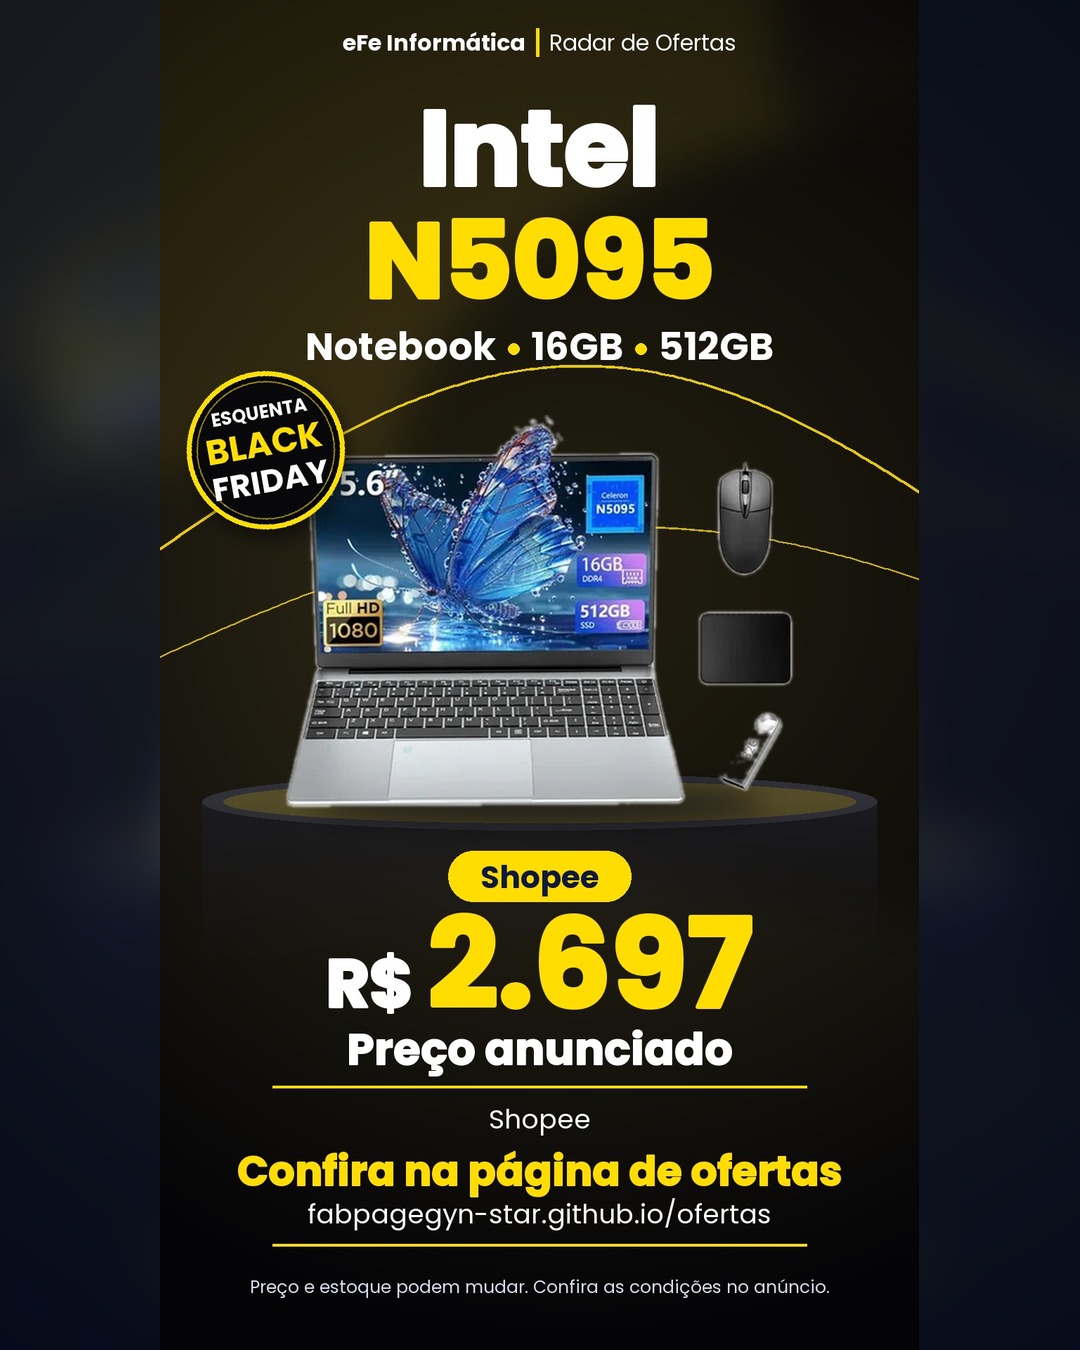 eFe Informática | Radar de Ofertas
Intel
N5095
Notebook • 16GB • 512GB
ESQUENTA
BLACK
FRIDAY
5.6"
Celeron
N5095
16GB
DDR4
512GB
SSD
Full HD
1080
Shopee
R$ 2.697
Preço anunciado
Shopee
Confira na página de ofertas
fabpagegyn-star.github.io/ofertas
Preço e estoque podem mudar. Confira as condições no anúncio.